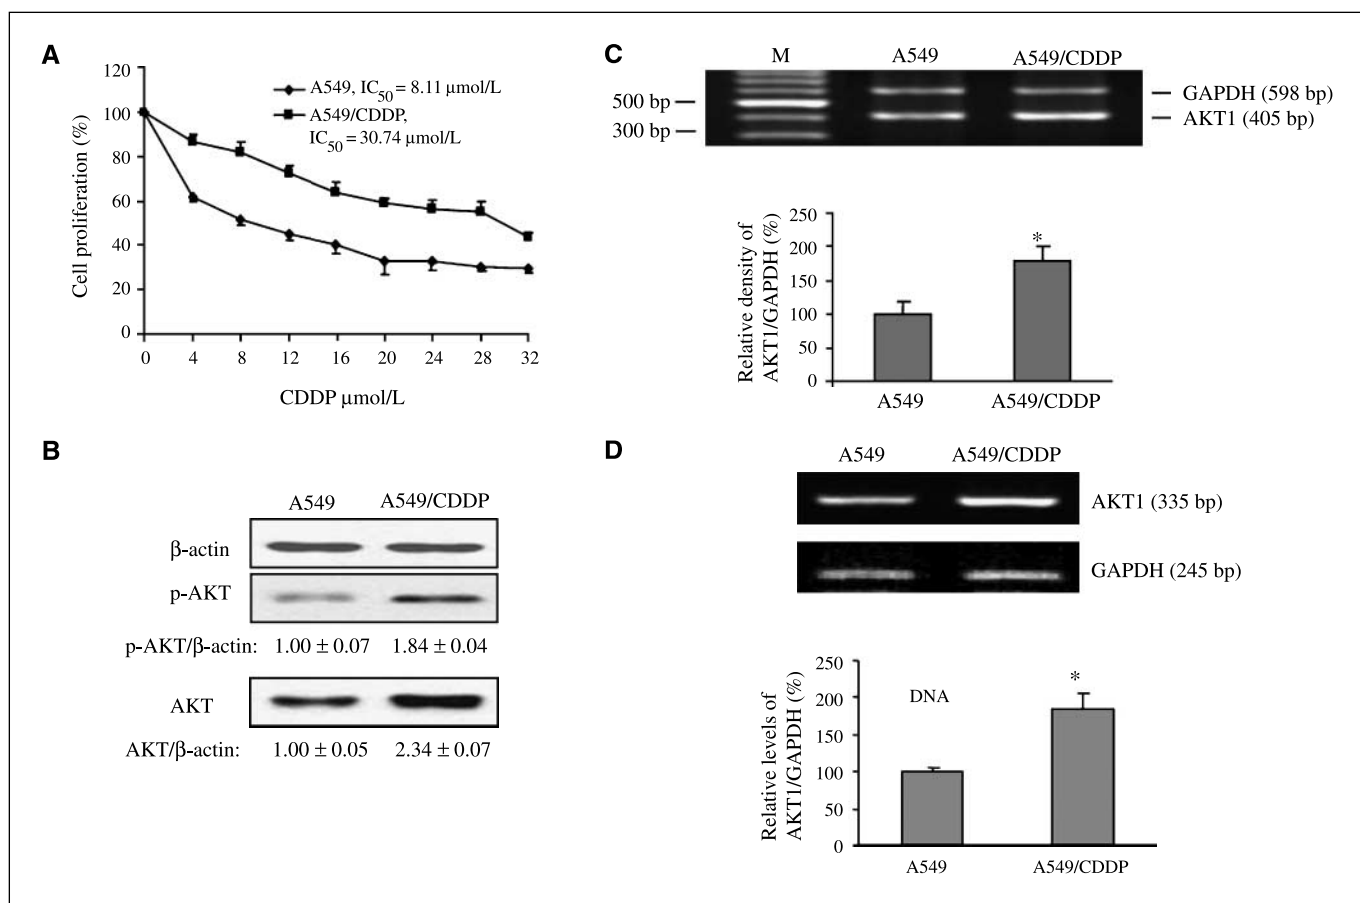 A
120
100
80
60
40
20
0
Cell proliferation (%)
A549, IC50 = 8.11 µmol/L
A549/CDDP,
IC50 = 30.74 µmol/L
0 4 8 12 16 20 24 28 32
CDDP µmol/L
B
A549 A549/CDDP
β-actin
p-AKT
p-AKT/β-actin: 1.00 ± 0.07 1.84 ± 0.04
AKT
AKT/β-actin: 1.00 ± 0.05 2.34 ± 0.07
C
M A549 A549/CDDP
500 bp
300 bp
GAPDH (598 bp)
AKT1 (405 bp)
Relative density of
AKT1/GAPDH (%)
250
200
150
100
50
0
*
A549 A549/CDDP
D
A549 A549/CDDP
AKT1 (335 bp)
GAPDH (245 bp)
Relative levels of
AKT1/GAPDH (%)
250
200
150
100
50
0
DNA
*
A549 A549/CDDP